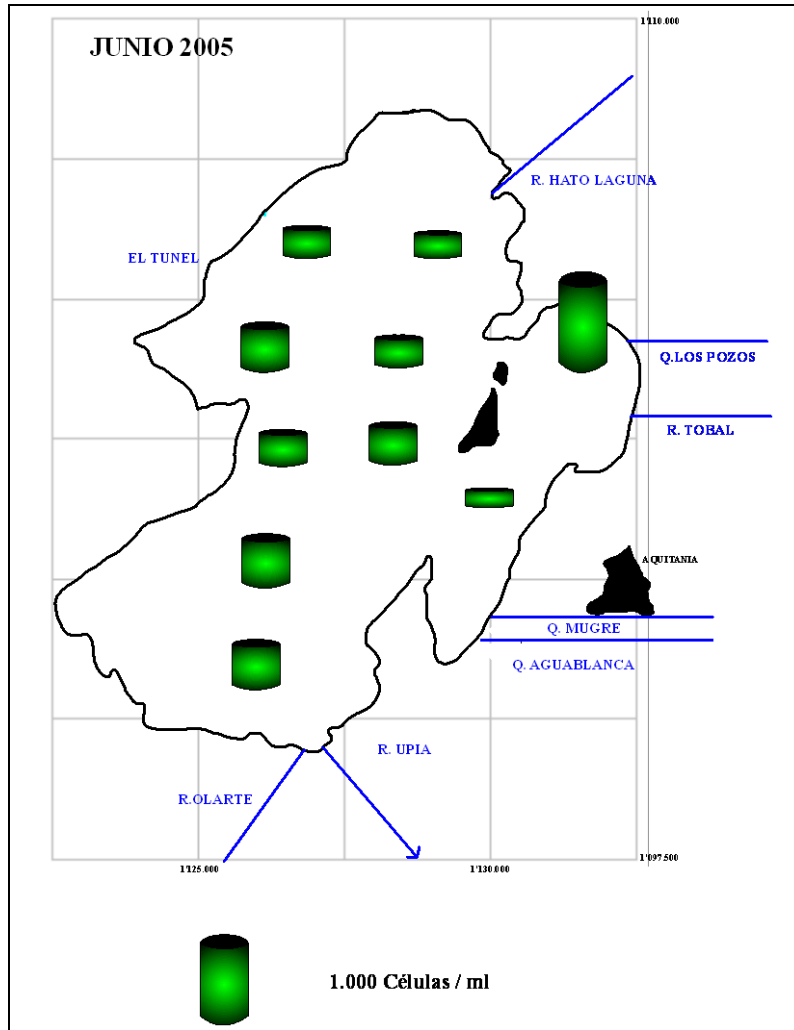 JUNIO 2005
1'110.000
R. HATO LAGUNA
EL TUNEL
Q.LOS POZOS
R. TOBAL
AQUITANIA
Q. MUGRE
Q. AGUABLANCA
R. UPIA
R.OLARTE
1'097.500
1'125.000
1'130.000
1.000 Células / ml